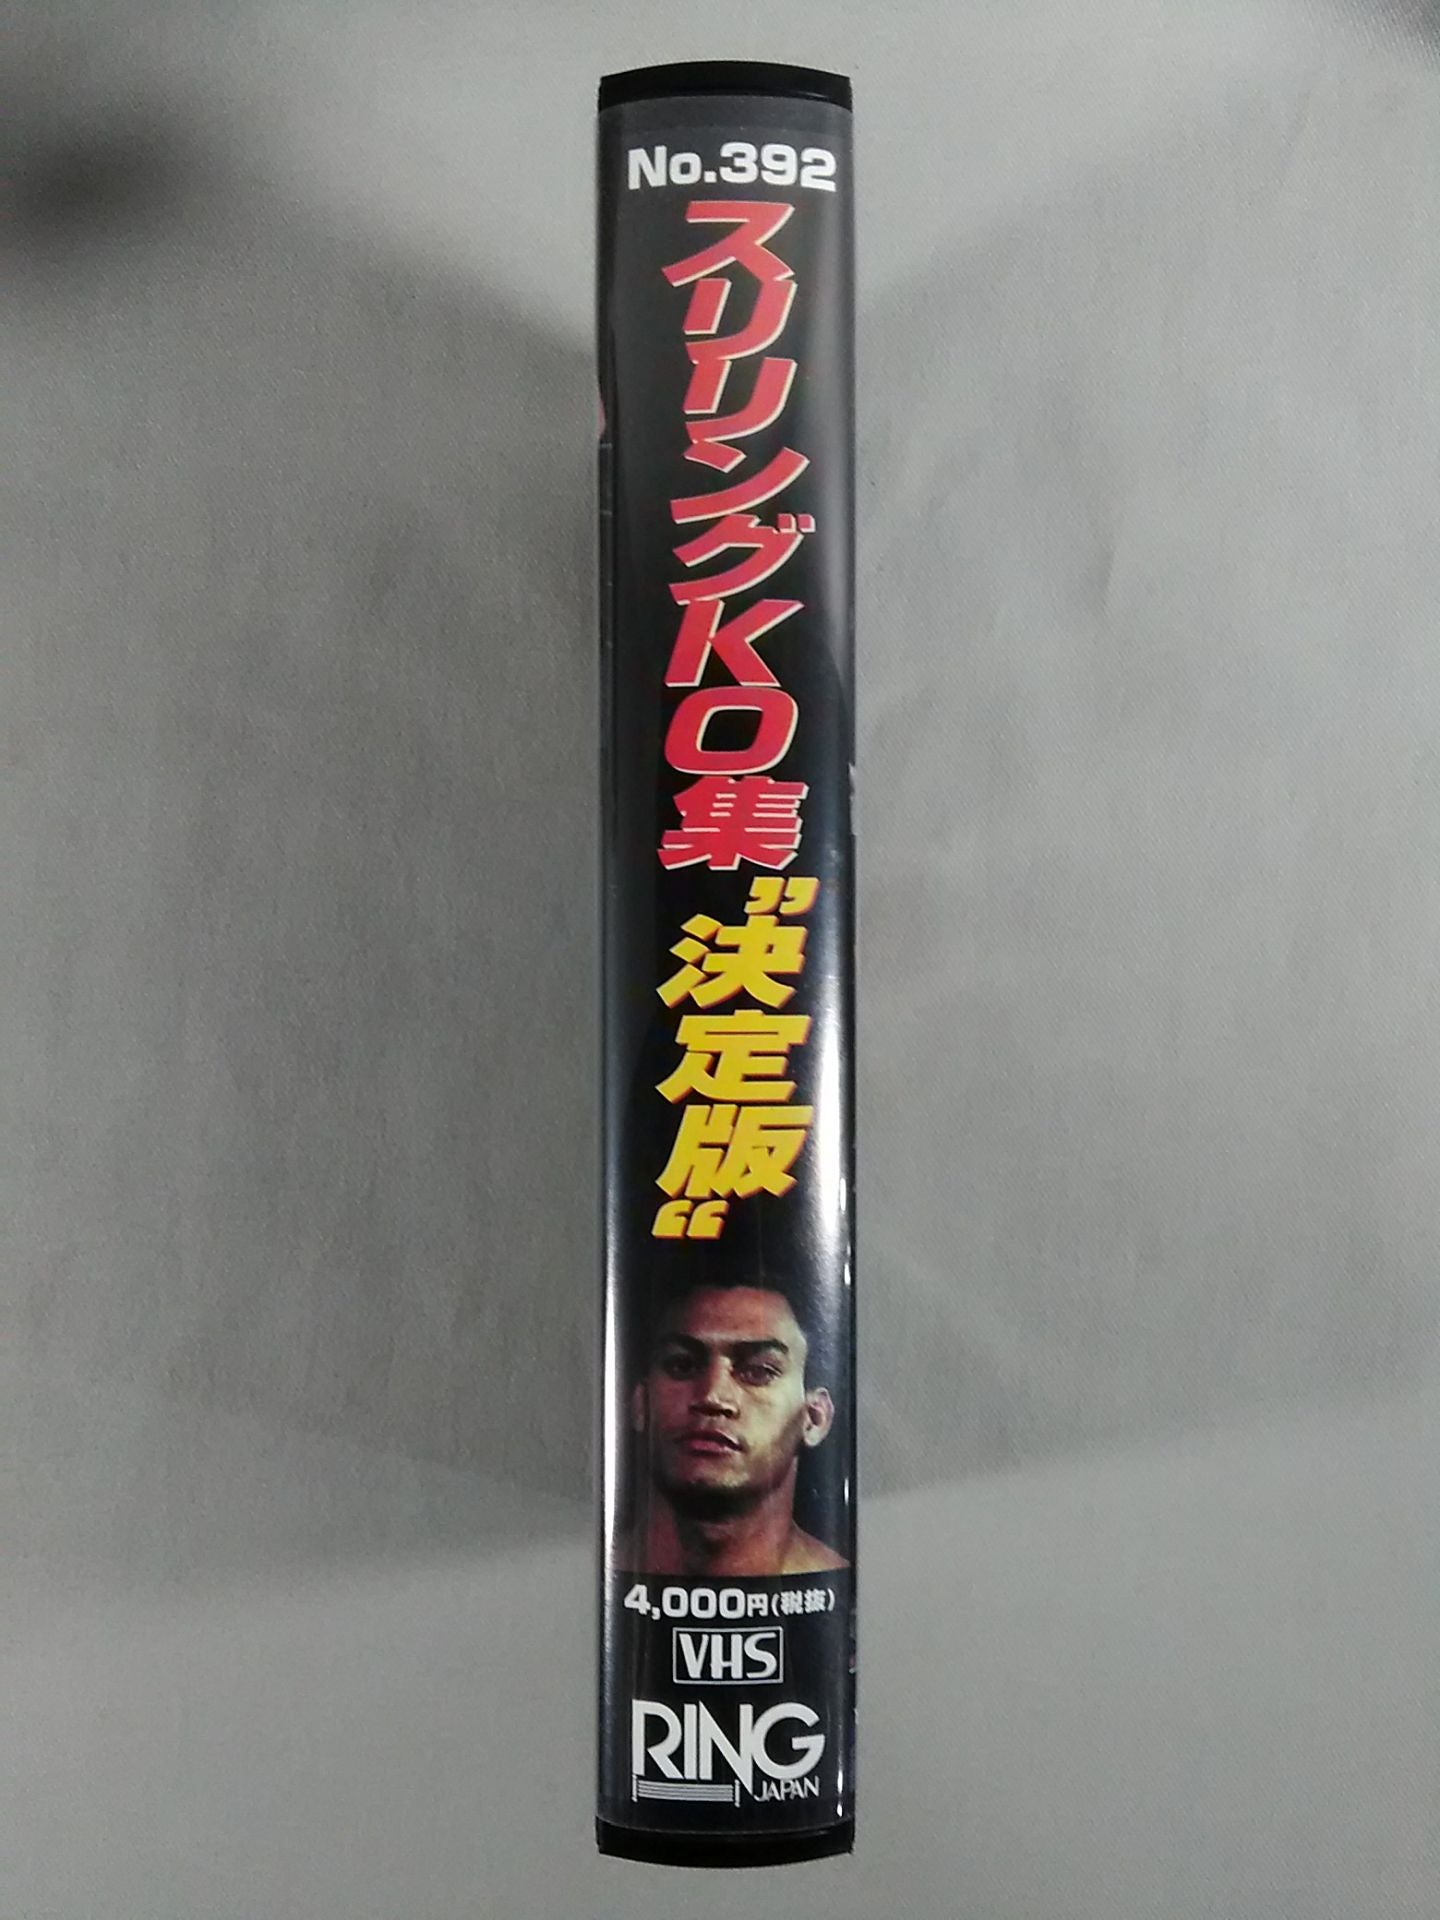 No.392
スリリングKO集
”決定版“
4,000円(税抜)
VHS
RING
JAPAN